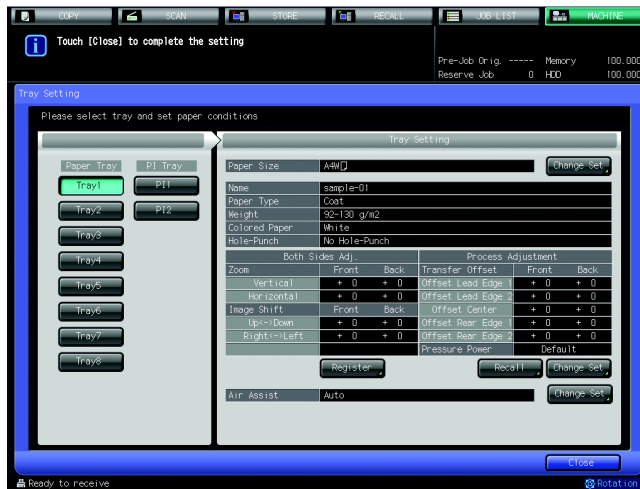 COPY SCAN STORE RECALL JOB LIST MACHINE
Touch [Close] to complete the setting
Pre-Job Orig. ----- Memory 100.000
Reserve Job 0 HDD 100.000
Tray Setting
Please select tray and set paper conditions
Tray Setting
Paper Tray PI Tray
Tray1 PI1
Tray2 PI2
Tray3
Tray4
Tray5
Tray6
Tray7
Tray8
Paper Size A4W Change Set
Name sample-01
Paper Type Coat
Weight 92-130 g/m2
Colored Paper White
Hole-Punch No Hole-Punch
Both Sides Adj. Process Adjustment
Zoom Front Back Transfer Offset Front Back
Vertical + 0 + 0 Offset Lead Edge 1 + 0 + 0
Horizontal + 0 + 0 Offset Lead Edge 2 + 0 + 0
Image Shift Front Back Offset Center + 0 + 0
Up<->Down + 0 + 0 Offset Rear Edge 1 + 0 + 0
Right<->Left + 0 + 0 Offset Rear Edge 2 + 0 + 0
Pressure Power Default
Register Recall Change Set
Air Assist Auto Change Set
Close
Ready to receive Rotation